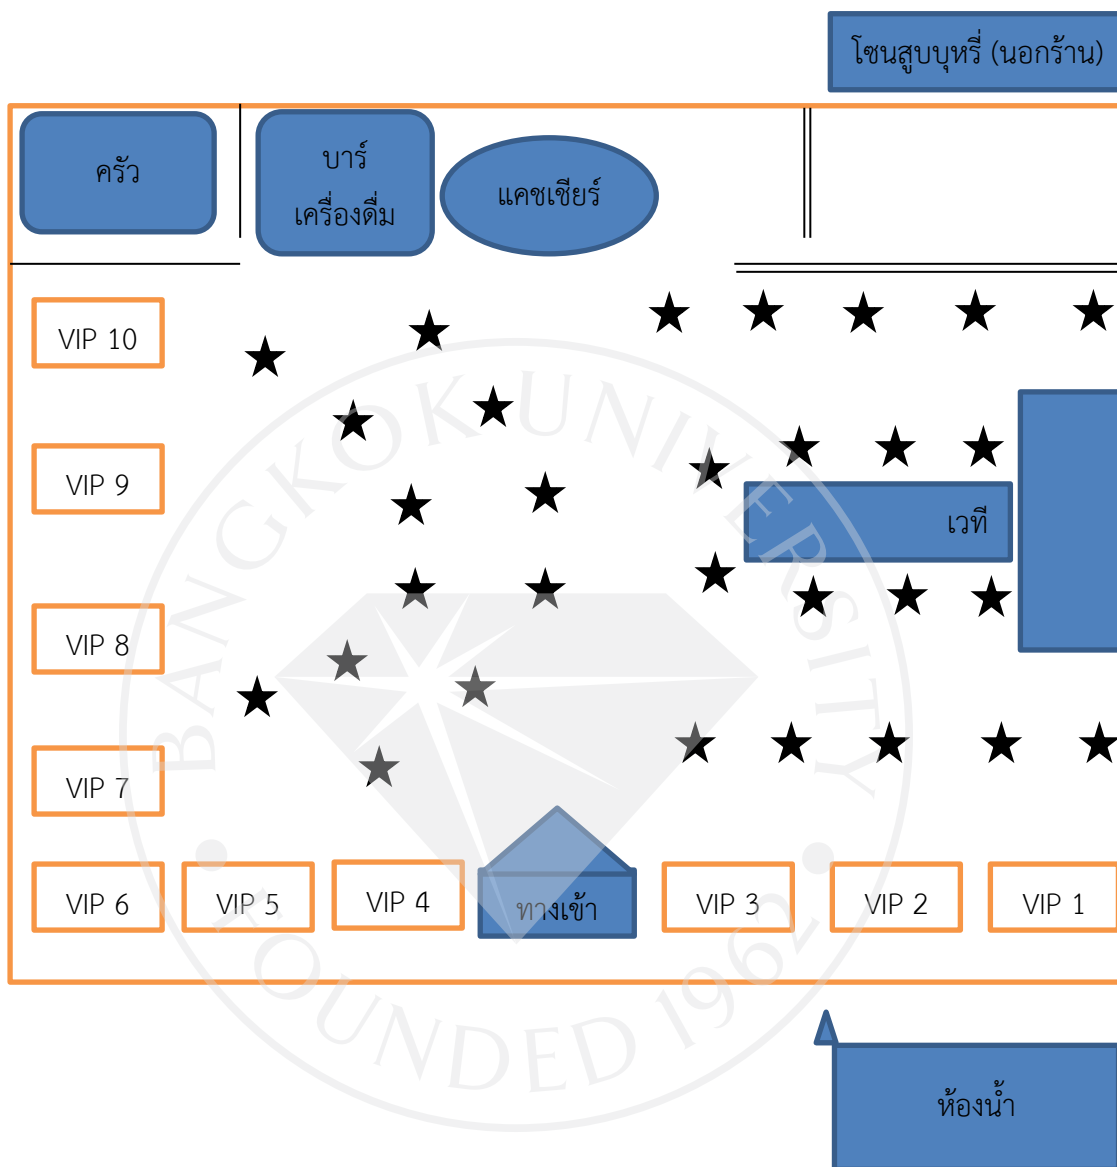 โซนสูบบุหรี่ (นอกร้าน)
ครัว
บาร์
เครื่องดื่ม
แคชเชียร์
VIP 10
VIP 9
เวที
VIP 8
VIP 7
VIP 6
VIP 5
VIP 4
ทางเข้า
VIP 3
VIP 2
VIP 1
ห้องน้ำ
BANGKOK UNIVERSITY
FOUNDED 1962